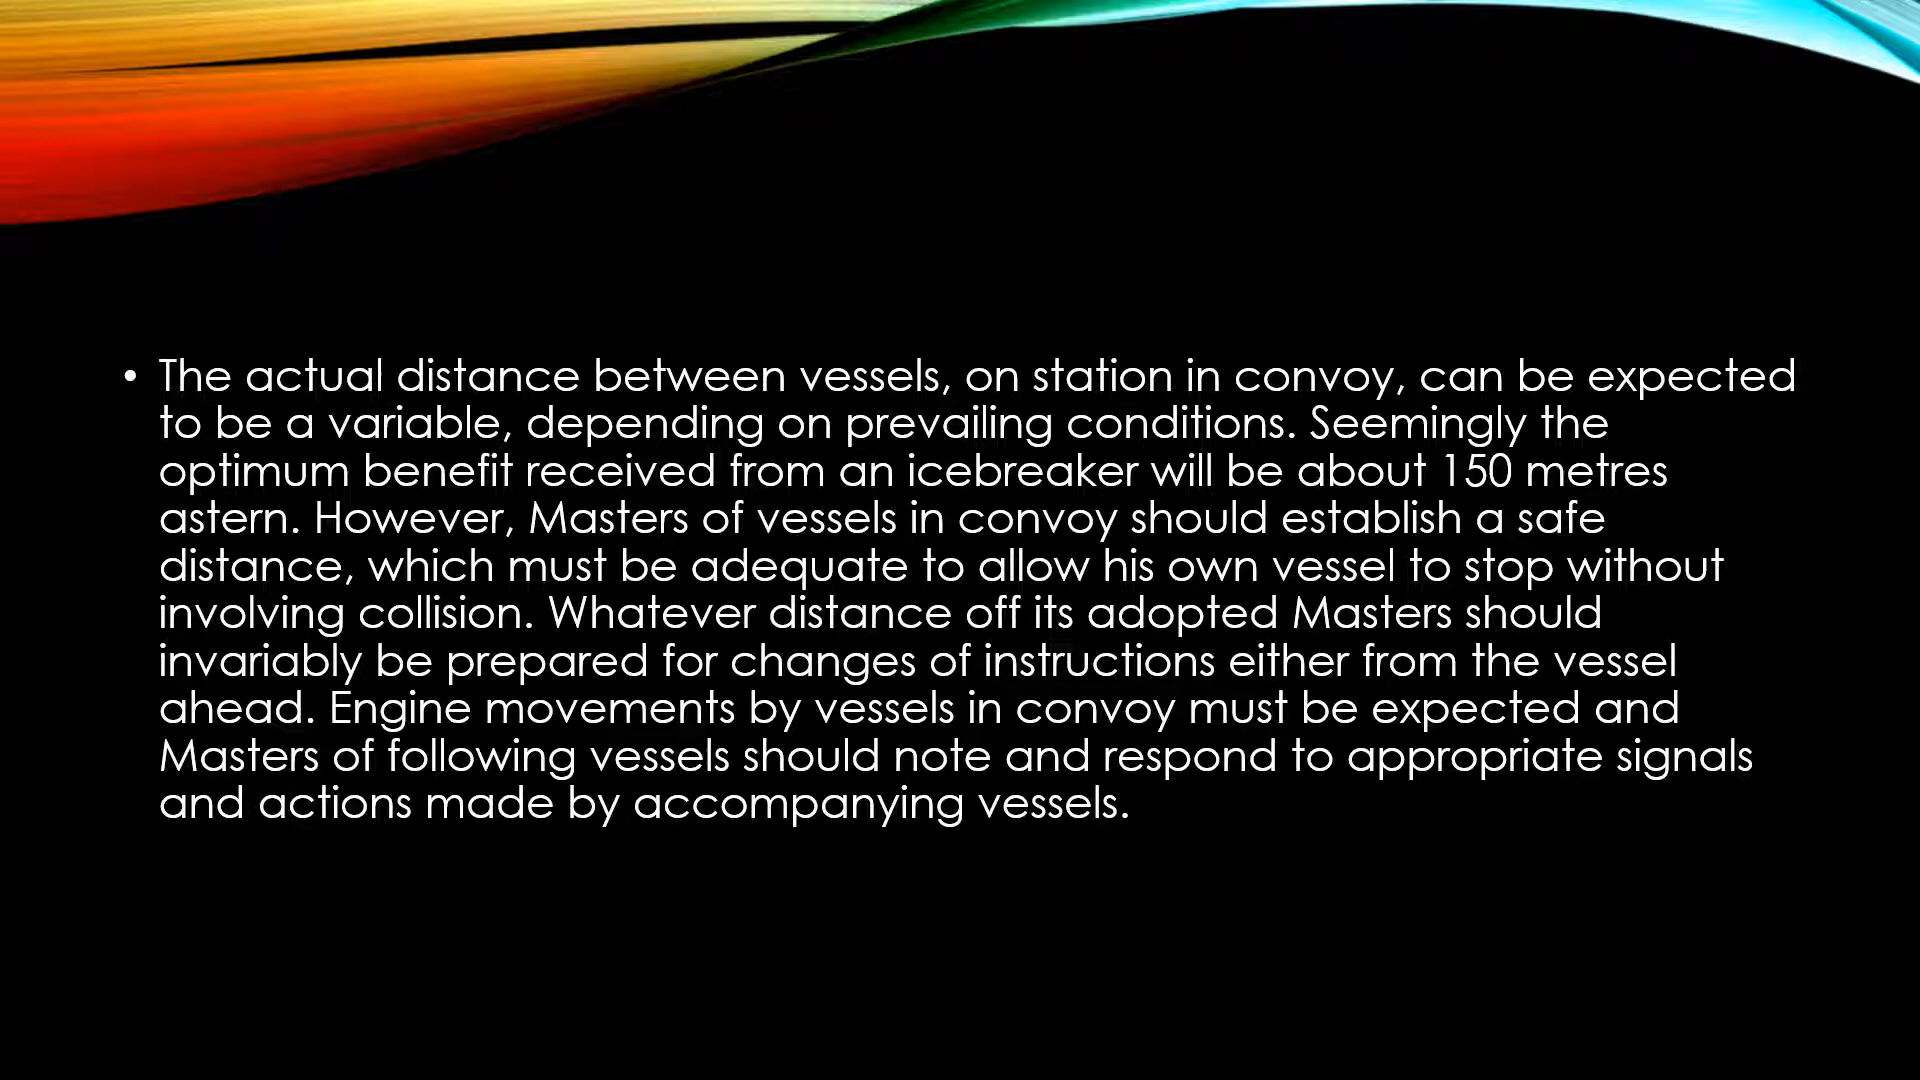 • The actual distance between vessels, on station in convoy, can be expected
to be a variable, depending on prevailing conditions. Seemingly the
optimum benefit received from an icebreaker will be about 150 metres
astern. However, Masters of vessels in convoy should establish a safe
distance, which must be adequate to allow his own vessel to stop without
involving collision. Whatever distance off its adopted Masters should
invariably be prepared for changes of instructions either from the vessel
ahead. Engine movements by vessels in convoy must be expected and
Masters of following vessels should note and respond to appropriate signals
and actions made by accompanying vessels.